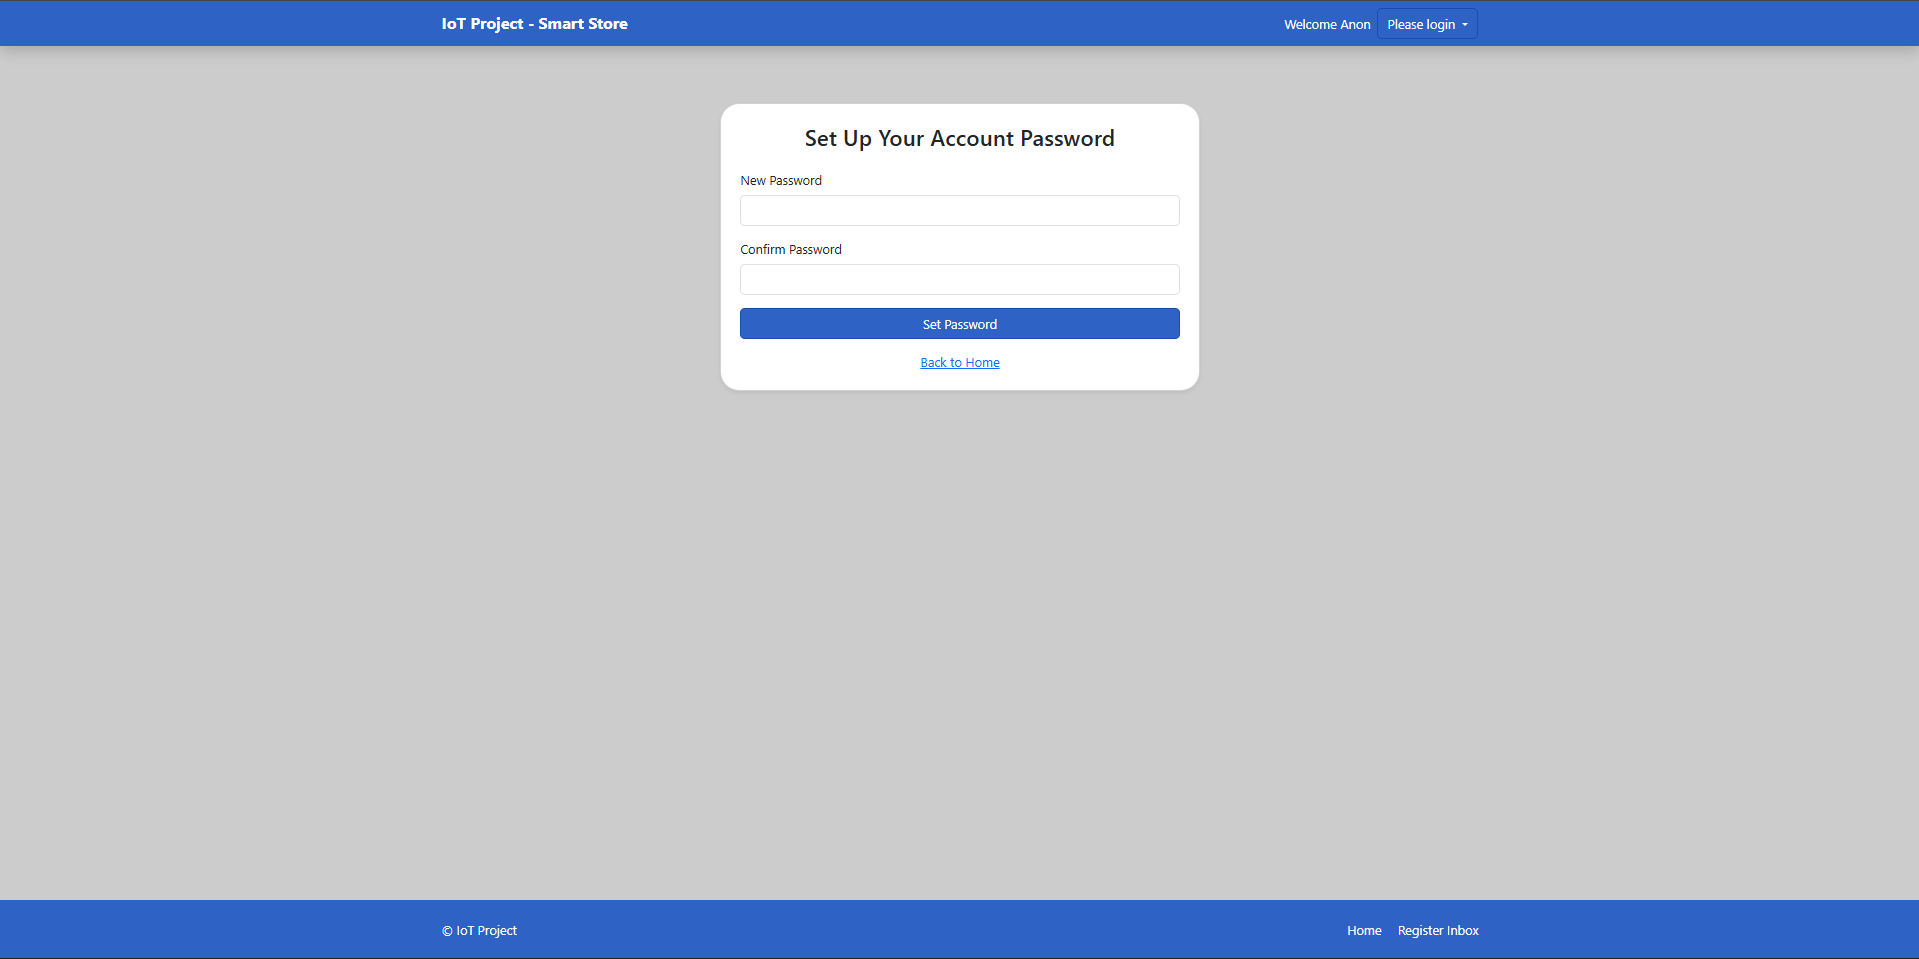 IoT Project - Smart Store
Welcome Anon
Please login
Set Up Your Account Password
New Password
Confirm Password
Set Password
Back to Home
© IoT Project
Home
Register Inbox